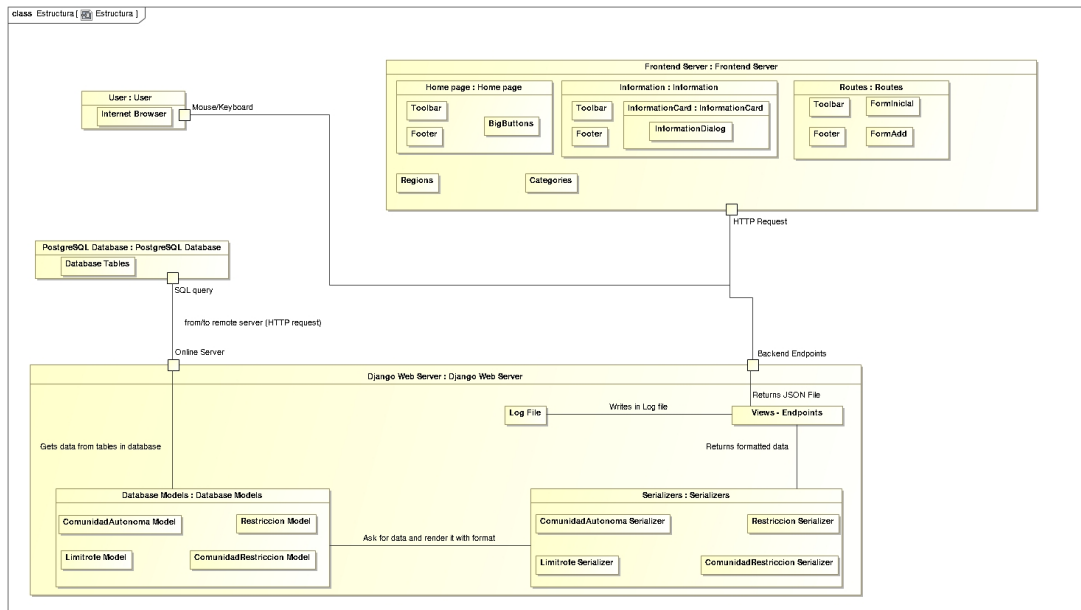 class Estructura [ Estructura ]
Frontend Server : Frontend Server
Home page : Home page
Toolbar
BigButtons
Footer
Information : Information
Toolbar
InformationCard : InformationCard
InformationDialog
Footer
Routes : Routes
Toolbar
FormInicial
Footer
FormAdd
Regions
Categories
HTTP Request
User : User
Internet Browser
Mouse/Keyboard
PostgreSQL Database : PostgreSQL Database
Database Tables
SQL query
from/to remote server (HTTP request)
Online Server
Backend Endpoints
Django Web Server : Django Web Server
Returns JSON File
Log File
Writes in Log file
Views - Endpoints
Gets data from tables in database
Returns formatted data
Database Models : Database Models
ComunidadAutonoma Model
Restriccion Model
Limitrofe Model
ComunidadRestriccion Model
Ask for data and render it with format
Serializers : Serializers
ComunidadAutonoma Serializer
Restriccion Serializer
Limitrofe Serializer
ComunidadRestriccion Serializer